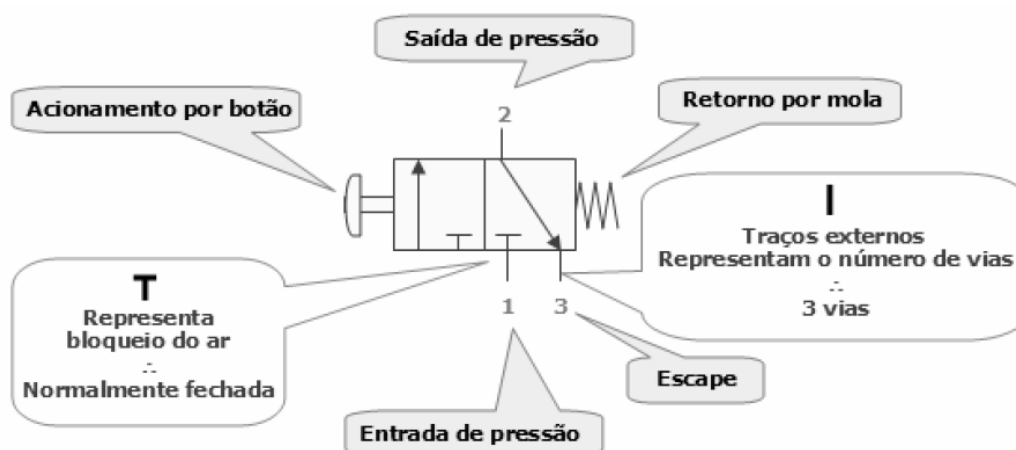 Saída de pressão
Acionamento por botão
Retorno por mola
2
I
Traços externos
Representam o número de vias
∴
3 vias
T
Representa
bloqueio do ar
∴
Normalmente fechada
1
3
Escape
Entrada de pressão